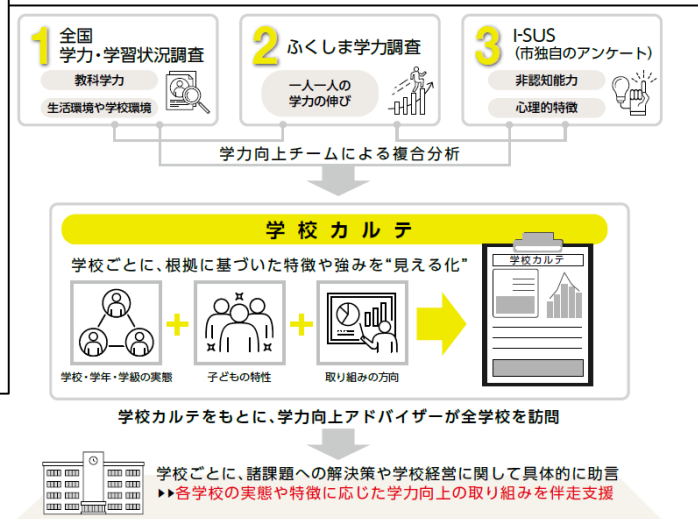 1 全国
学力・学習状況調査
教科学力
生活環境や学校環境
2 ふくしま学力調査
一人一人の
学力の伸び
3 I-SUS
(市独自のアンケート)
非認知能力
心理的特徴
学力向上チームによる複合分析
学校カルテ
学校ごとに、根拠に基づいた特徴や強みを“見える化”
学校カルテ
学校・学年・学級の実態
子どもの特性
取り組みの方向
学校カルテをもとに、学力向上アドバイザーが全学校を訪問
学校ごとに、諸課題への解決策や学校経営に関して具体的に助言
▸▸各学校の実態や特徴に応じた学力向上の取り組みを伴走支援